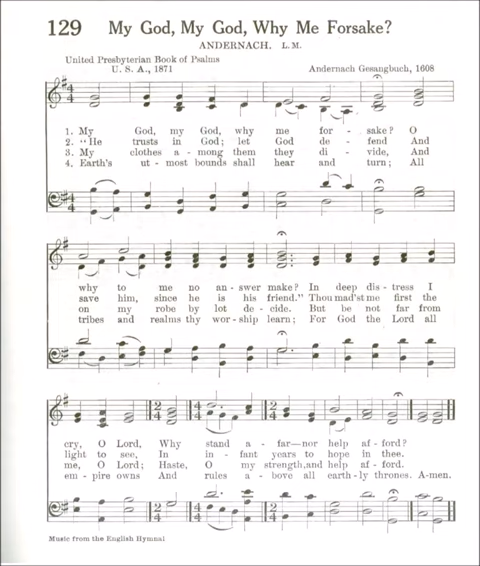 129 My God, My God, Why Me Forsake?
ANDERNACH. L. M.
United Presbyterian Book of Psalms
U. S. A., 1871 Andernach Gesangbuch, 1608
1. My God, my God, why me for - sake? O
2. "He trusts in God; let God de - fend And
3. My clothes a - mong them they di - vide, And
4. Earth's ut - most bounds shall hear and turn; All
why to me no an - swer make? In deep dis - tress I
save him, since he is his friend." Thou mad'st me first the
on my robe by lot de - cide. But be not far from
tribes and realms thy wor - ship learn; For God the Lord all
cry, O Lord, Why stand a - far—nor help af - ford?
light to see, In in - fant years to hope in thee.
me, O Lord; Haste, O my strength, and help af - ford.
em - pire owns And rules a - bove all earth - ly thrones. A-men.
Music from the English Hymnal